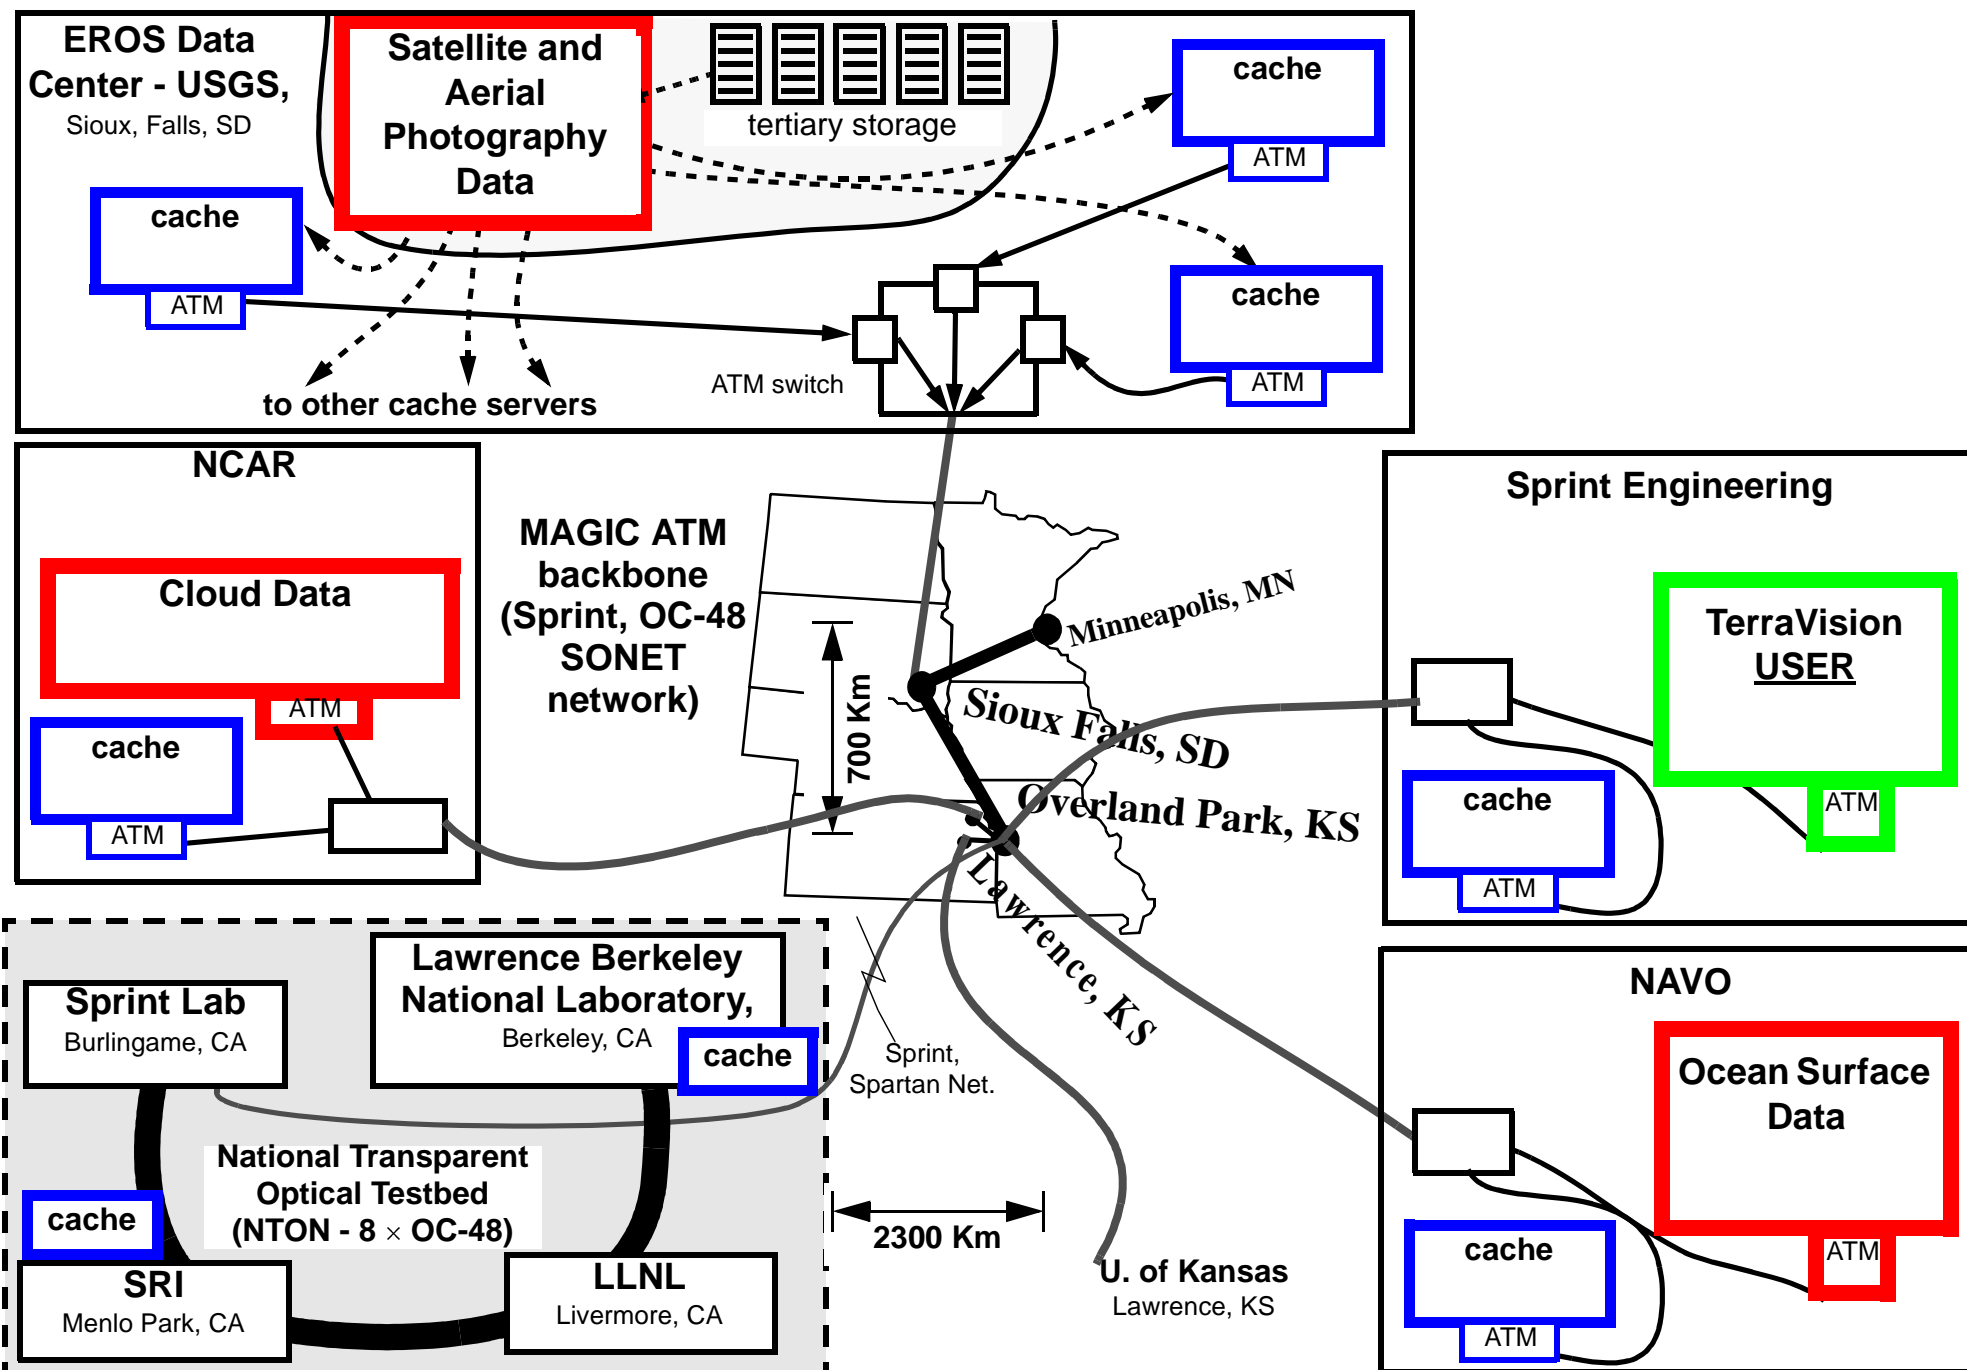 EROS Data
Center - USGS,
Sioux, Falls, SD
Satellite and
Aerial
Photography
Data
tertiary storage
cache
ATM
cache
ATM
cache
ATM
ATM switch
to other cache servers
NCAR
Cloud Data
ATM
cache
ATM
MAGIC ATM
backbone
(Sprint, OC-48
SONET
network)
700 Km
Minneapolis, MN
Sioux Falls, SD
Overland Park, KS
Lawrence, KS
Sprint Engineering
TerraVision
USER
ATM
cache
ATM
Sprint Lab
Burlingame, CA
Lawrence Berkeley
National Laboratory,
Berkeley, CA
cache
National Transparent
Optical Testbed
(NTON - 8 × OC-48)
cache
SRI
Menlo Park, CA
LLNL
Livermore, CA
Sprint,
Spartan Net.
2300 Km
U. of Kansas
Lawrence, KS
NAVO
Ocean Surface
Data
ATM
cache
ATM